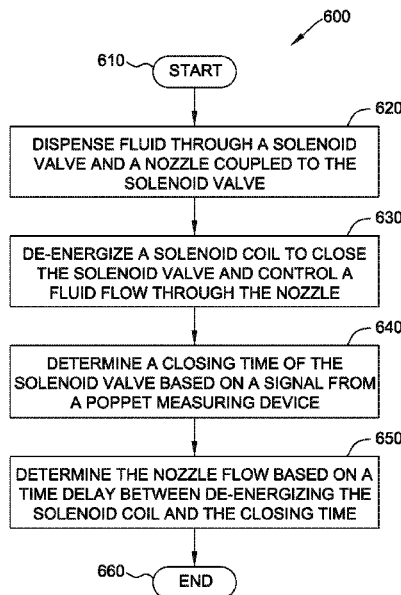 600
610
START
620
DISPENSE FLUID THROUGH A SOLENOID
VALVE AND A NOZZLE COUPLED TO THE
SOLENOID VALVE
630
DE-ENERGIZE A SOLENOID COIL TO CLOSE
THE SOLENOID VALVE AND CONTROL A
FLUID FLOW THROUGH THE NOZZLE
640
DETERMINE A CLOSING TIME OF THE
SOLENOID VALVE BASED ON A SIGNAL FROM
A POPPET MEASURING DEVICE
650
DETERMINE THE NOZZLE FLOW BASED ON A
TIME DELAY BETWEEN DE-ENERGIZING THE
SOLENOID COIL AND THE CLOSING TIME
660
END